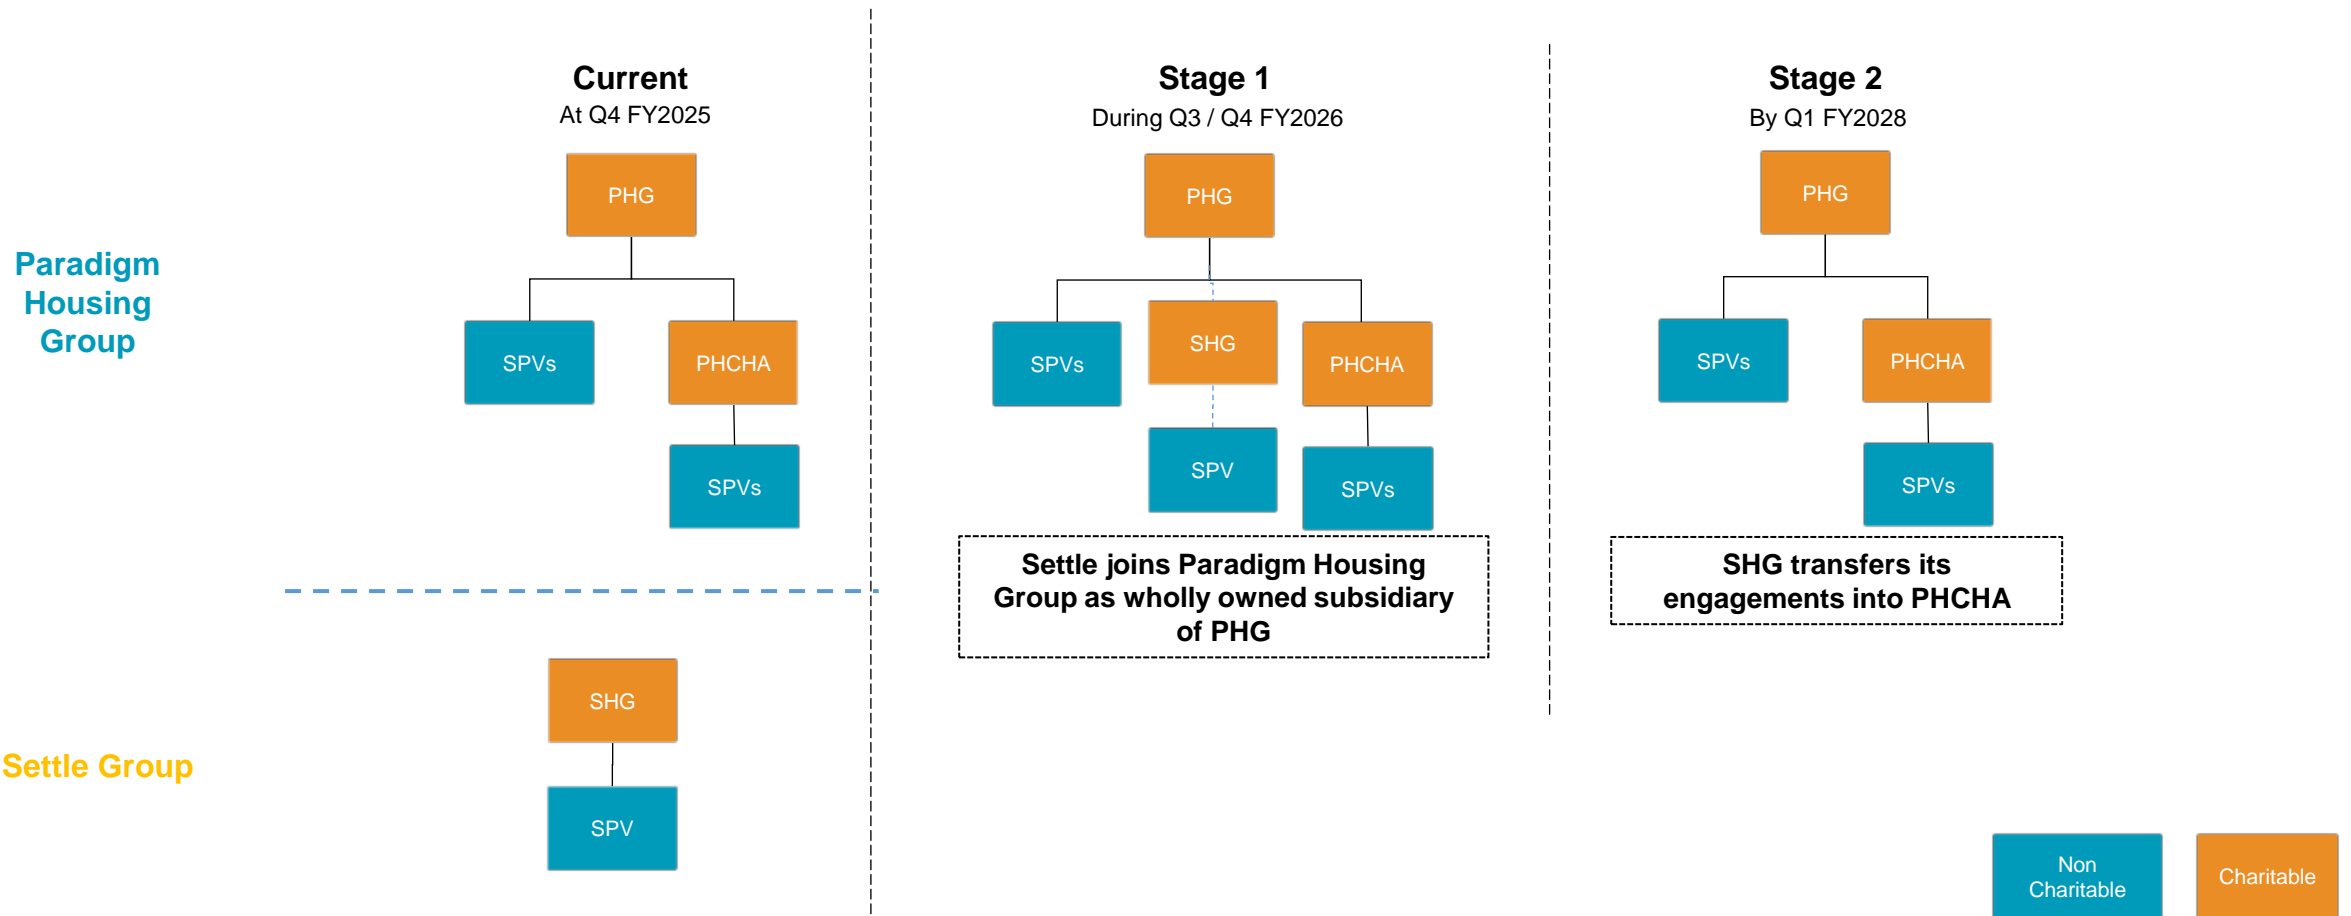 Current
At Q4 FY2025
Stage 1
During Q3 / Q4 FY2026
Stage 2
By Q1 FY2028
Paradigm
Housing
Group
PHG
SPVs
PHCHA
SPVs
PHG
SPVs
SHG
PHCHA
SPV
SPVs
Settle joins Paradigm Housing
Group as wholly owned subsidiary
of PHG
PHG
SPVs
PHCHA
SPVs
SHG transfers its
engagements into PHCHA
Settle Group
SHG
SPV
Non
Charitable
Charitable